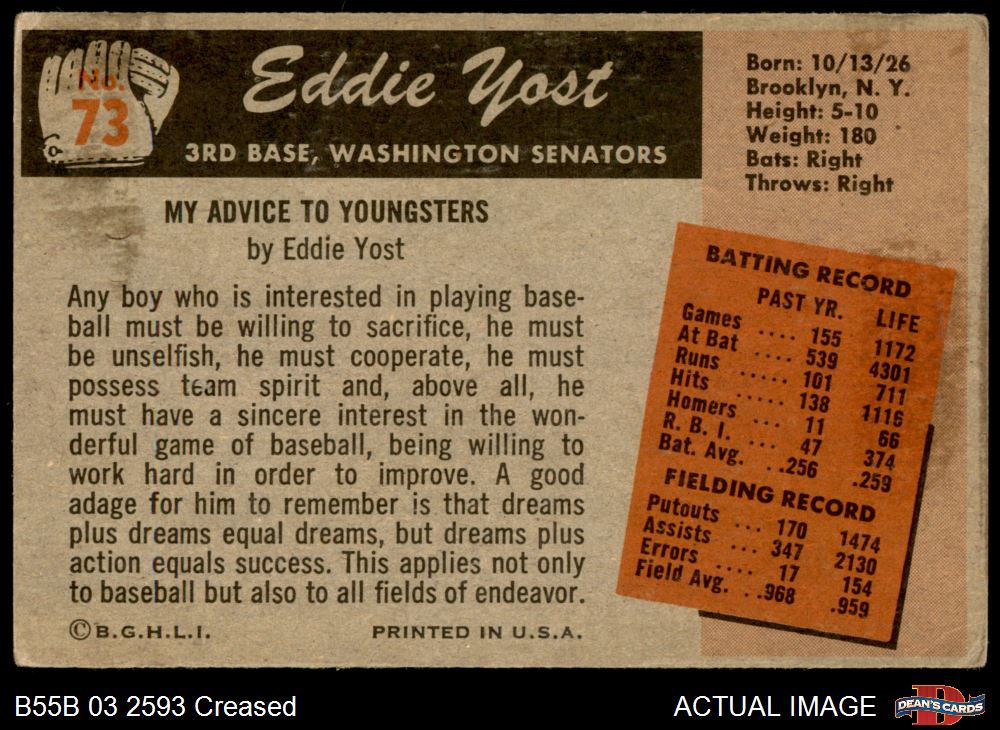 No.
73
Eddie Yost
3RD BASE, WASHINGTON SENATORS
Born: 10/13/26
Brooklyn, N. Y.
Height: 5-10
Weight: 180
Bats: Right
Throws: Right
MY ADVICE TO YOUNGSTERS
by Eddie Yost
Any boy who is interested in playing base-
ball must be willing to sacrifice, he must
be unselfish, he must cooperate, he must
possess team spirit and, above all, he
must have a sincere interest in the won-
derful game of baseball, being willing to
work hard in order to improve. A good
adage for him to remember is that dreams
plus dreams equal dreams, but dreams plus
action equals success. This applies not only
to baseball but also to all fields of endeavor.
BATTING RECORD
PAST YR. LIFE
Games .... 155 1172
At Bat .... 539 4301
Runs ..... 101 711
Hits ..... 138 1116
Homers ... 11 66
R. B. I. ... 47 374
Bat. Avg. ..256 .259
FIELDING RECORD
Putouts ... 170 1474
Assists ... 347 2130
Errors .... 17 154
Field Avg. ..968 .959
©B.G.H.L.I. PRINTED IN U.S.A.
B55B 03 2593 Creased
ACTUAL IMAGE
DEAN'S CARDS